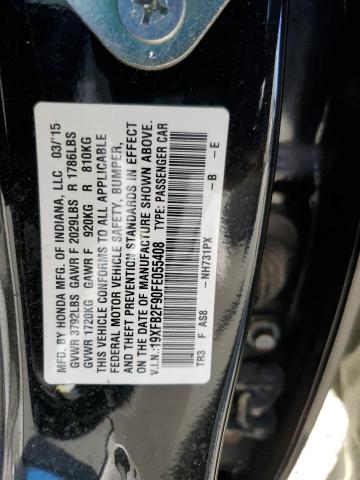 MFD. BY HONDA MFG. OF INDIANA, LLC 03/15
GVWR 3792LBS GAWR F 2029LBS R 1786LBS
GVWR 1720KG GAWR F 920KG R 810KG
THIS VEHICLE CONFORMS TO ALL APPLICABLE
FEDERAL MOTOR VEHICLE SAFETY, BUMPER,
AND THEFT PREVENTION STANDARDS IN EFFECT
ON THE DATE OF MANUFACTURE SHOWN ABOVE.
V.I.N.:19XFB2F90FE055408 TYPE: PASSENGER CAR
NH731PX -B -E
TR3 F AS8